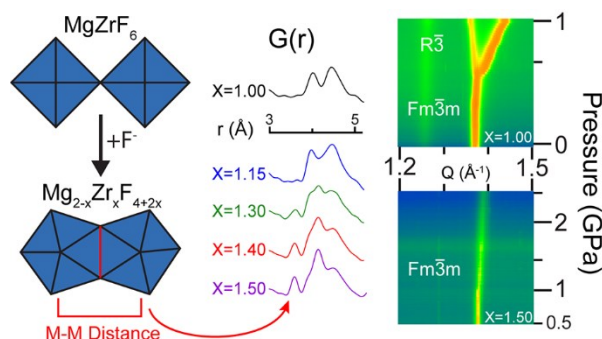 MgZrF₆
+F⁻
Mg₂₋ₓZrₓF₄₊₂ₓ
M-M Distance
G(r)
X=1.00
3 r (Å) 5
X=1.15
X=1.30
X=1.40
X=1.50
R3̅
Fm3̅m
X=1.00
1
0
1.2 Q (Å⁻¹) 1.5
Fm3̅m
X=1.50
2
1
0.5
Pressure (GPa)